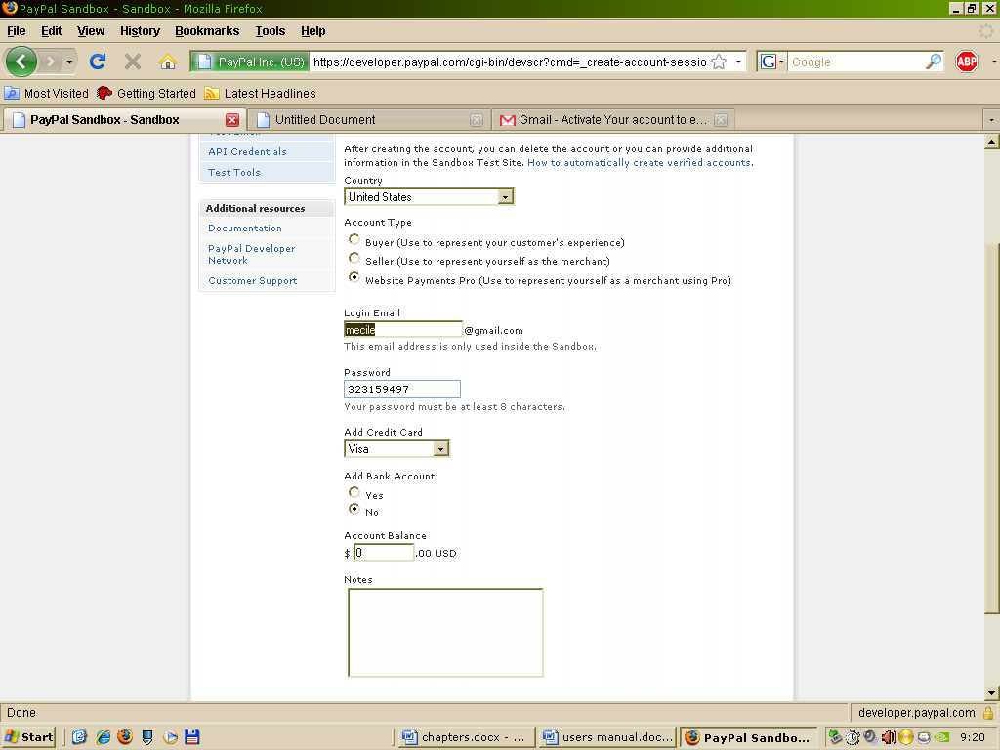 PayPal Sandbox - Sandbox - Mozilla Firefox
File Edit View History Bookmarks Tools Help
PayPal Inc. (US) https://developer.paypal.com/cgi-bin/devscr?cmd=_create-account-sessio
G Google ABP
Most Visited Getting Started Latest Headlines
PayPal Sandbox - Sandbox Untitled Document Gmail - Activate Your account to e...
API Credentials
Test Tools
Additional resources
Documentation
PayPal Developer
Network
Customer Support
After creating the account, you can delete the account or you can provide additional
information in the Sandbox Test Site. How to automatically create verified accounts.
Country
United States
Account Type
Buyer (Use to represent your customer's experience)
Seller (Use to represent yourself as the merchant)
Website Payments Pro (Use to represent yourself as a merchant using Pro)
Login Email
mecile @gmail.com
This email address is only used inside the Sandbox.
Password
323159497
Your password must be at least 8 characters.
Add Credit Card
Visa
Add Bank Account
Yes
No
Account Balance
$ 0 .00 USD
Notes
Done developer.paypal.com
Start chapters.docx - ... users manual.doc... PayPal Sandbo... 9:20